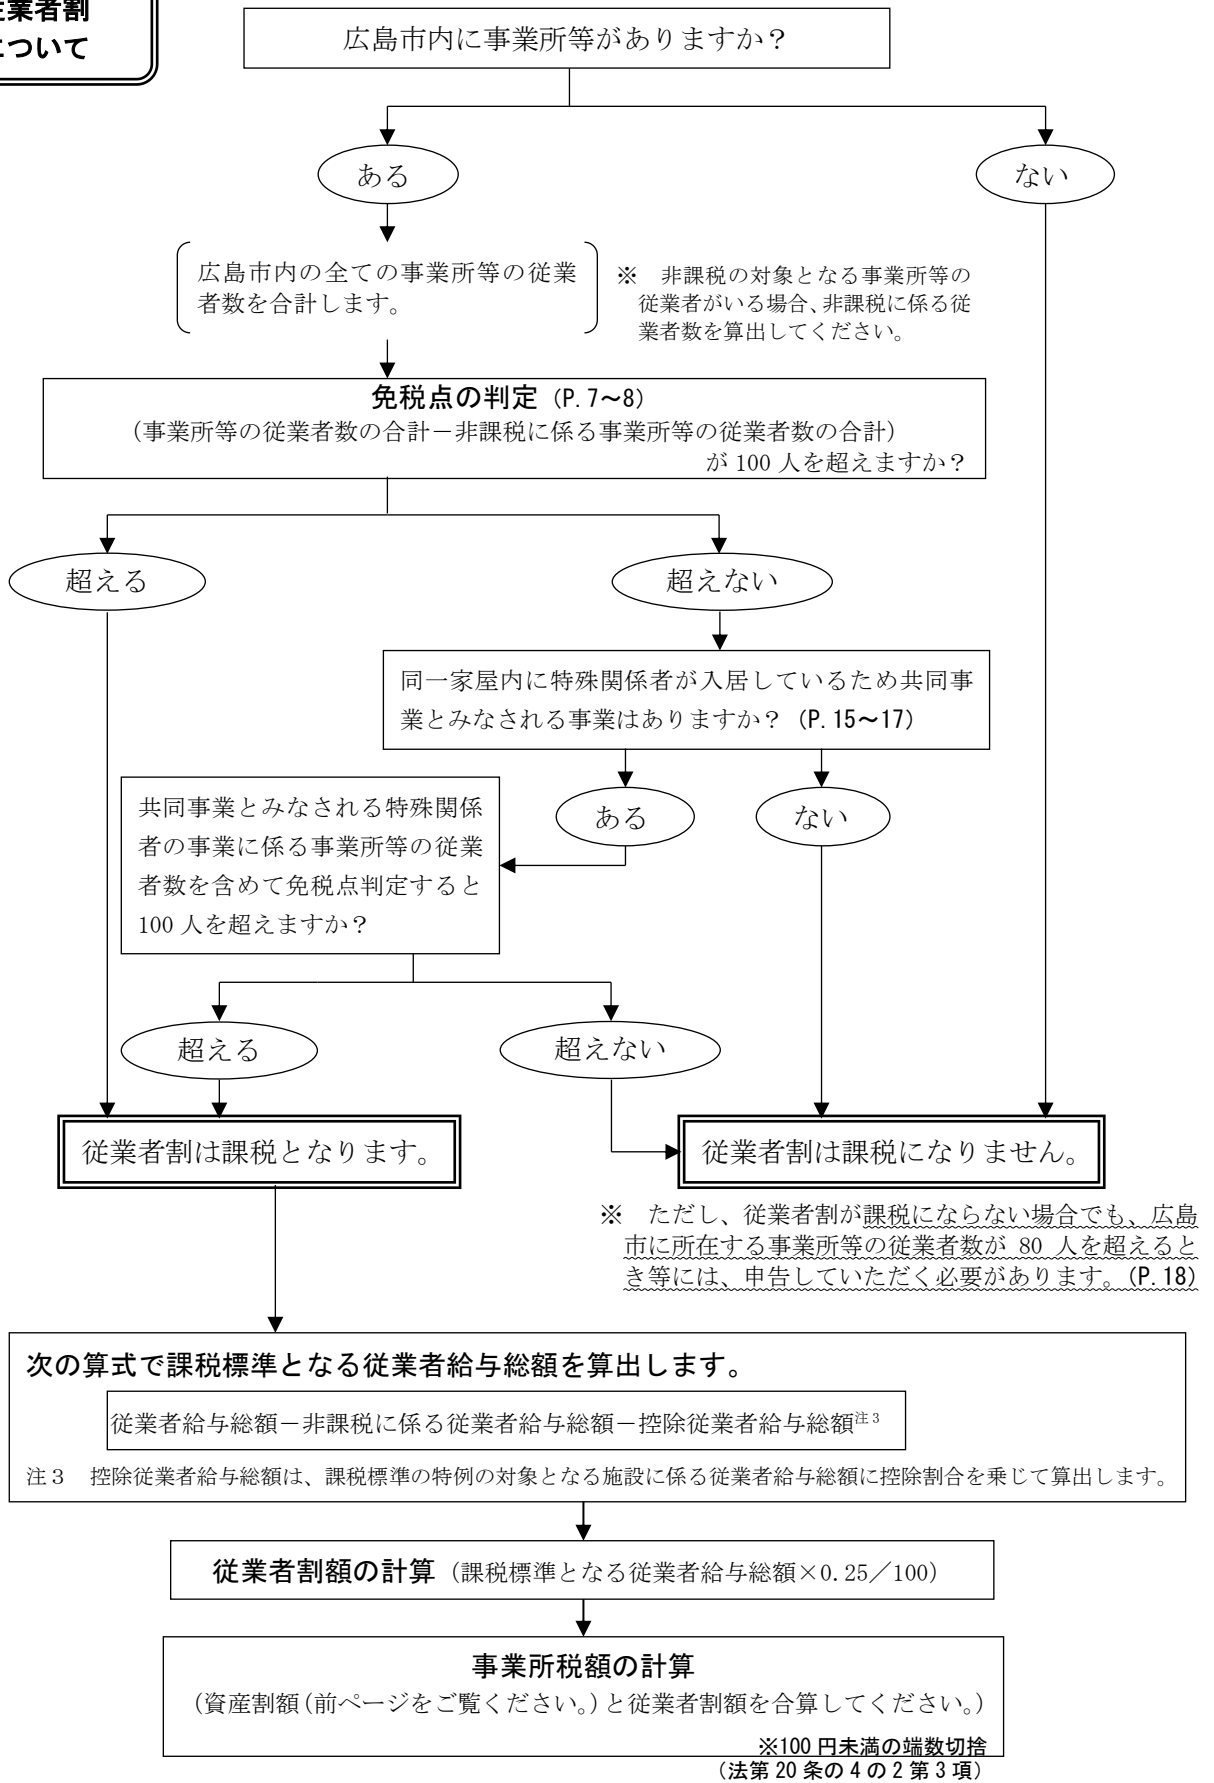 従業者割
について
広島市内に事業所等がありますか？
ある
ない
広島市内の全ての事業所等の従業
者数を合計します。
※　非課税の対象となる事業所等の
従業者がいる場合、非課税に係る従
業者数を算出してください。
免税点の判定（P.7～8）
（事業所等の従業者数の合計－非課税に係る事業所等の従業者数の合計）
が 100 人を超えますか？
超える
超えない
同一家屋内に特殊関係者が入居しているため共同事
業とみなされる事業はありますか？（P.15～17）
ある
ない
共同事業とみなされる特殊関係
者の事業に係る事業所等の従業
者数を含めて免税点判定すると
100 人を超えますか？
超える
超えない
従業者割は課税となります。
従業者割は課税になりません。
※　ただし、従業者割が課税にならない場合でも、広島
市に所在する事業所等の従業者数が 80 人を超えると
き等には、申告していただく必要があります。（P.18）
次の算式で課税標準となる従業者給与総額を算出します。
従業者給与総額－非課税に係る従業者給与総額－控除従業者給与総額注3
注３　控除従業者給与総額は、課税標準の特例の対象となる施設に係る従業者給与総額に控除割合を乗じて算出します。
従業者割額の計算（課税標準となる従業者給与総額×0.25／100）
事業所税額の計算
（資産割額（前ページをご覧ください。）と従業者割額を合算してください。）
※100 円未満の端数切捨
（法第 20 条の 4 の 2 第 3 項）